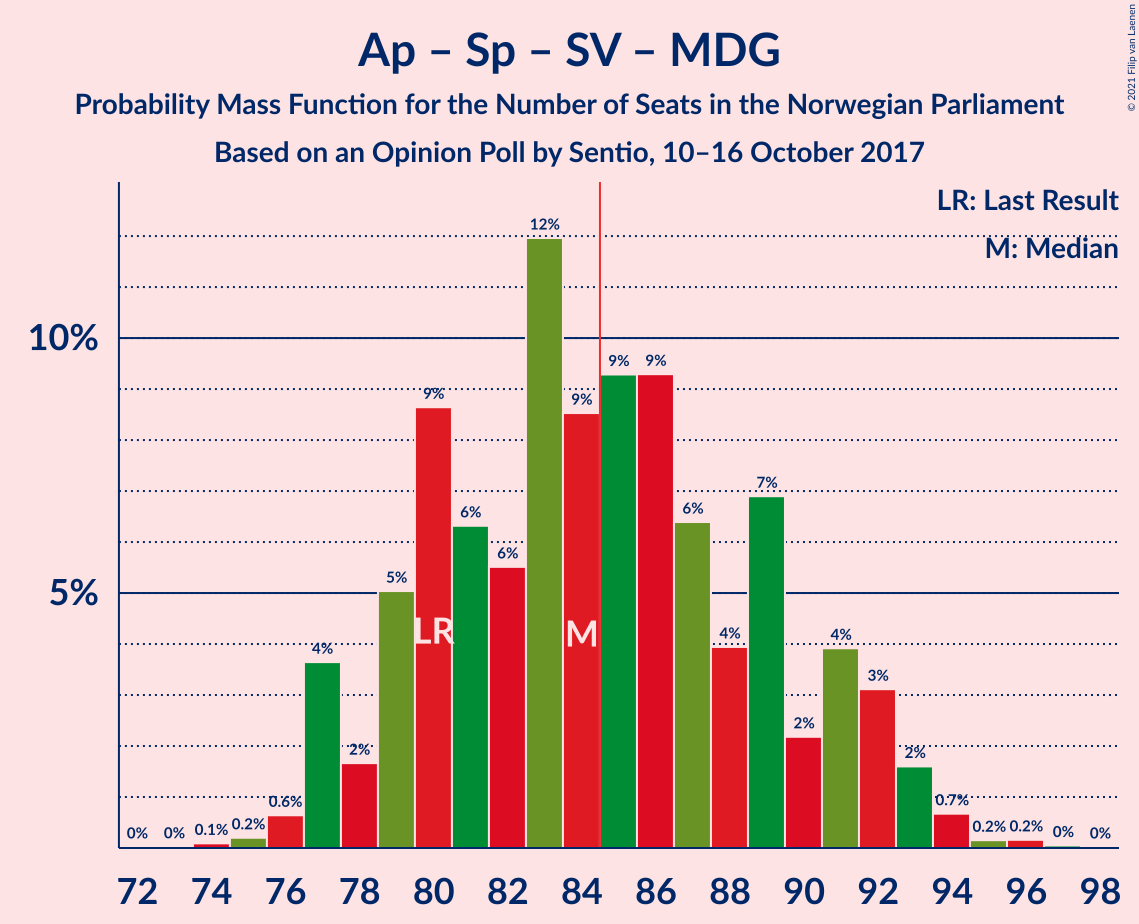 Ap – Sp – SV – MDG
Probability Mass Function for the Number of Seats in the Norwegian Parliament
Based on an Opinion Poll by Sentio, 10–16 October 2017
© 2021 Filip van Laenen
LR: Last Result
M: Median
10%
5%
0% 0% 0.1% 0.2% 0.6% 4% 2% 5% 9% 6% 6% 12% 9% 9% 9% 6% 4% 7% 2% 4% 3% 2% 0.7% 0.2% 0.2% 0% 0%
LR M
72 74 76 78 80 82 84 86 88 90 92 94 96 98